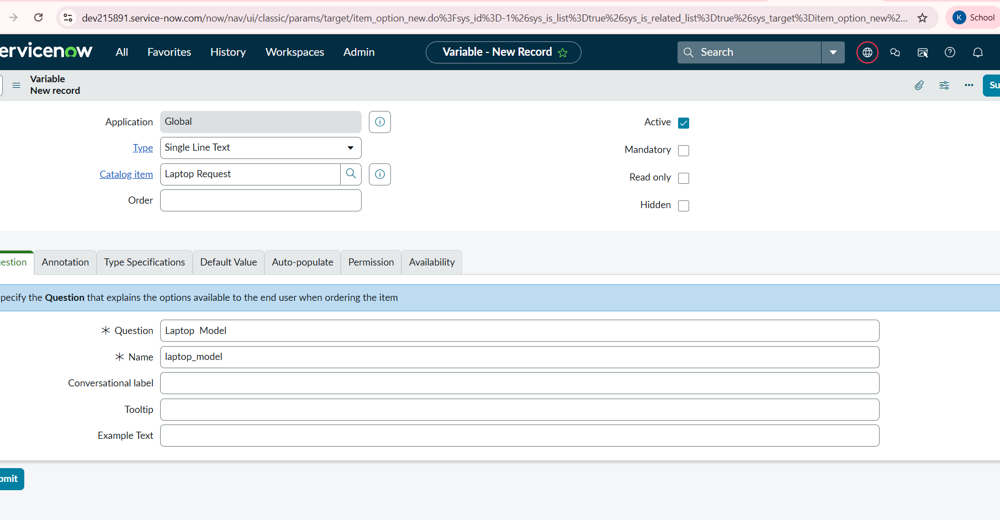 dev215891.service-now.com/now/nav/ui/classic/params/target/item_option_new.do%3Fsys_id%3D-1%26sys_is_list%3Dtrue%26sys_is_related_list%3Dtrue%26sys_target%3Ditem_option_new%2...
K School
ervicenow All Favorites History Workspaces Admin Variable - New Record Search
Variable
New record
Su
Application Global
Active
Type Single Line Text
Mandatory
Catalog item Laptop Request
Read only
Order
Hidden
estion Annotation Type Specifications Default Value Auto-populate Permission Availability
pecify the Question that explains the options available to the end user when ordering the item
* Question Laptop  Model
* Name laptop_model
Conversational label
Tooltip
Example Text
omit